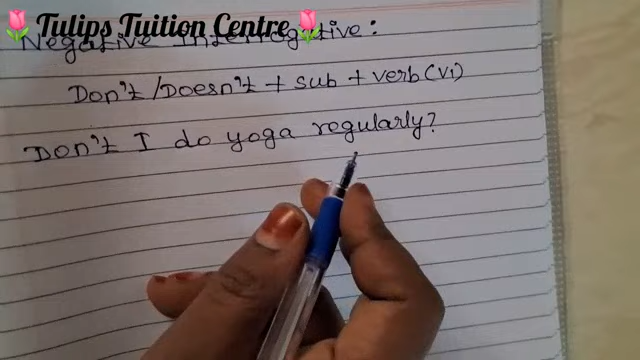 🌷Tulips Tuition Centre🌷
Negative Interrogative:
Don't/Doesn't + sub + verb(V1)
Don't I do yoga regularly?